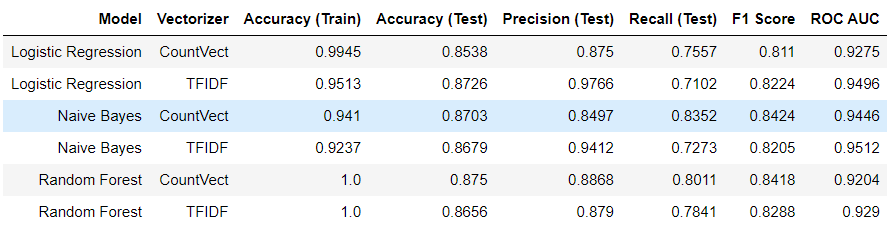 Model Vectorizer Accuracy (Train) Accuracy (Test) Precision (Test) Recall (Test) F1 Score ROC AUC
Logistic Regression CountVect 0.9945 0.8538 0.875 0.7557 0.811 0.9275
Logistic Regression TFIDF 0.9513 0.8726 0.9766 0.7102 0.8224 0.9496
Naive Bayes CountVect 0.941 0.8703 0.8497 0.8352 0.8424 0.9446
Naive Bayes TFIDF 0.9237 0.8679 0.9412 0.7273 0.8205 0.9512
Random Forest CountVect 1.0 0.875 0.8868 0.8011 0.8418 0.9204
Random Forest TFIDF 1.0 0.8656 0.879 0.7841 0.8288 0.929